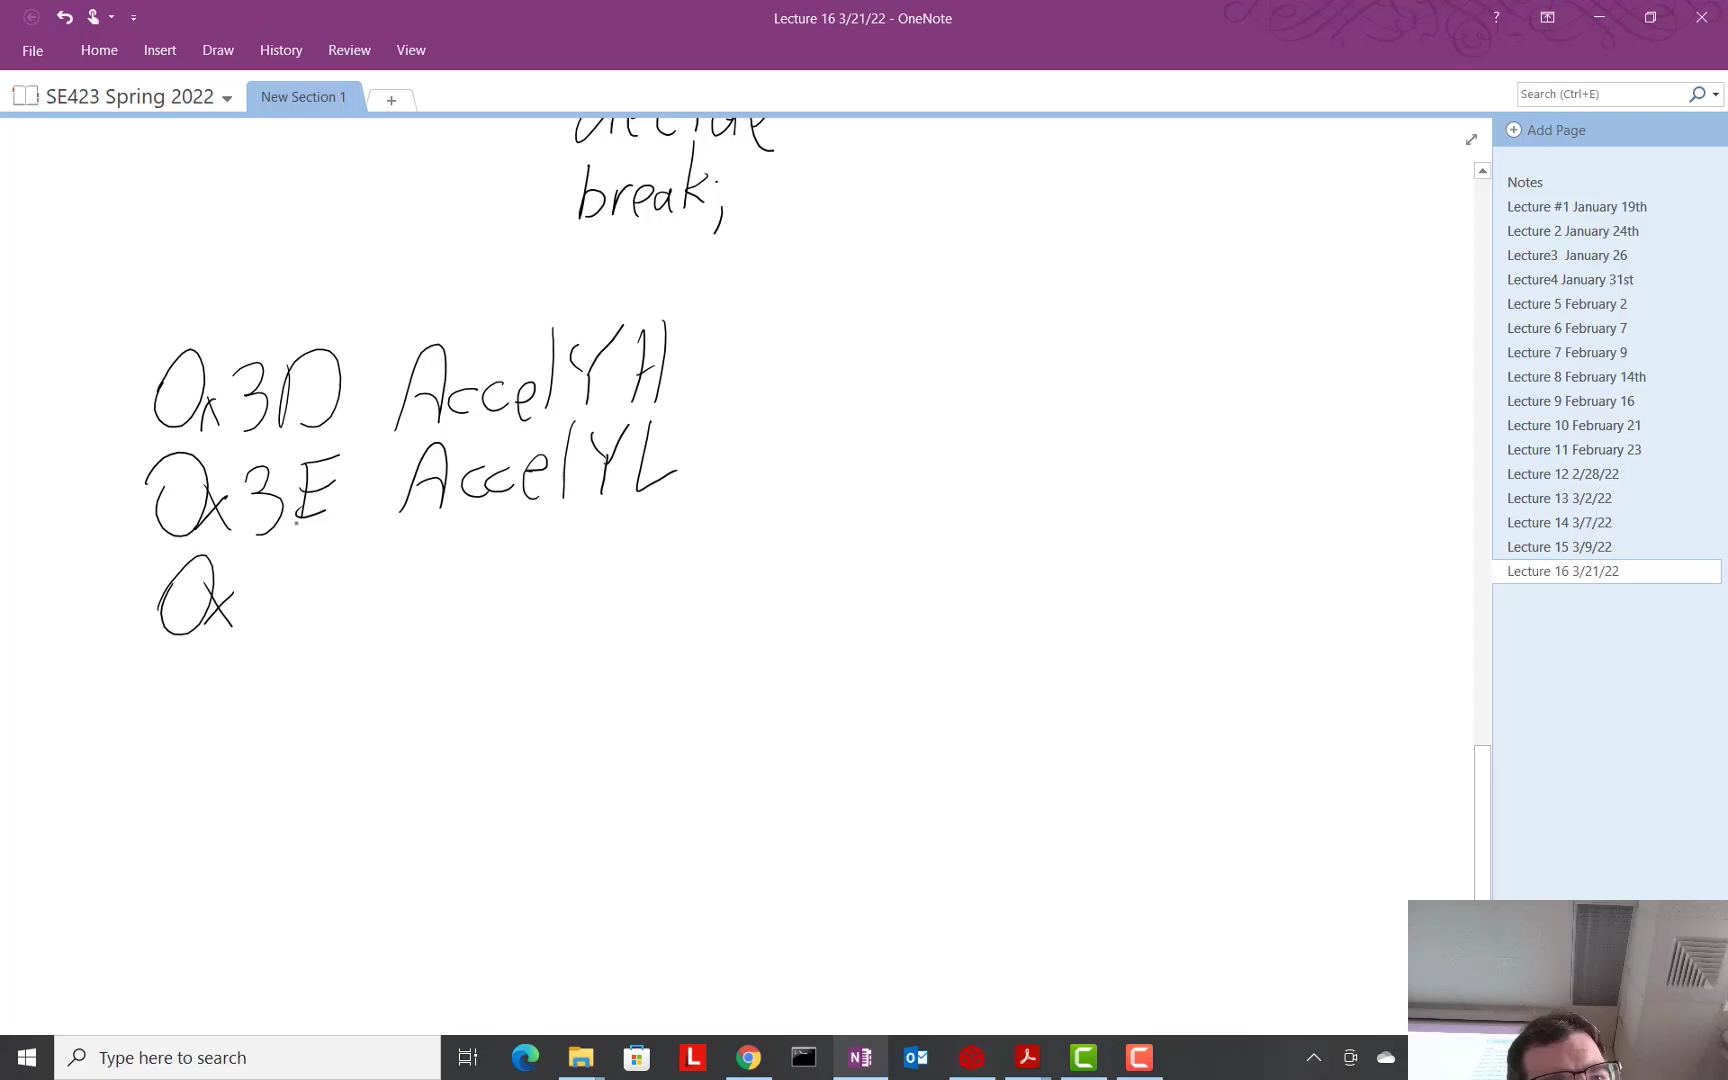 Lecture 16 3/21/22 - OneNote
?
File Home Insert Draw History Review View
SE423 Spring 2022
New Section 1
+
Search (Ctrl+E)
Add Page
Notes
Lecture #1 January 19th
Lecture 2 January 24th
Lecture3 January 26
Lecture4 January 31st
Lecture 5 February 2
Lecture 6 February 7
Lecture 7 February 9
Lecture 8 February 14th
Lecture 9 February 16
Lecture 10 February 21
Lecture 11 February 23
Lecture 12 2/28/22
Lecture 13 3/2/22
Lecture 14 3/7/22
Lecture 15 3/9/22
Lecture 16 3/21/22
break;
0x3D AccelYH
0x3E AccelYL
0x
Type here to search